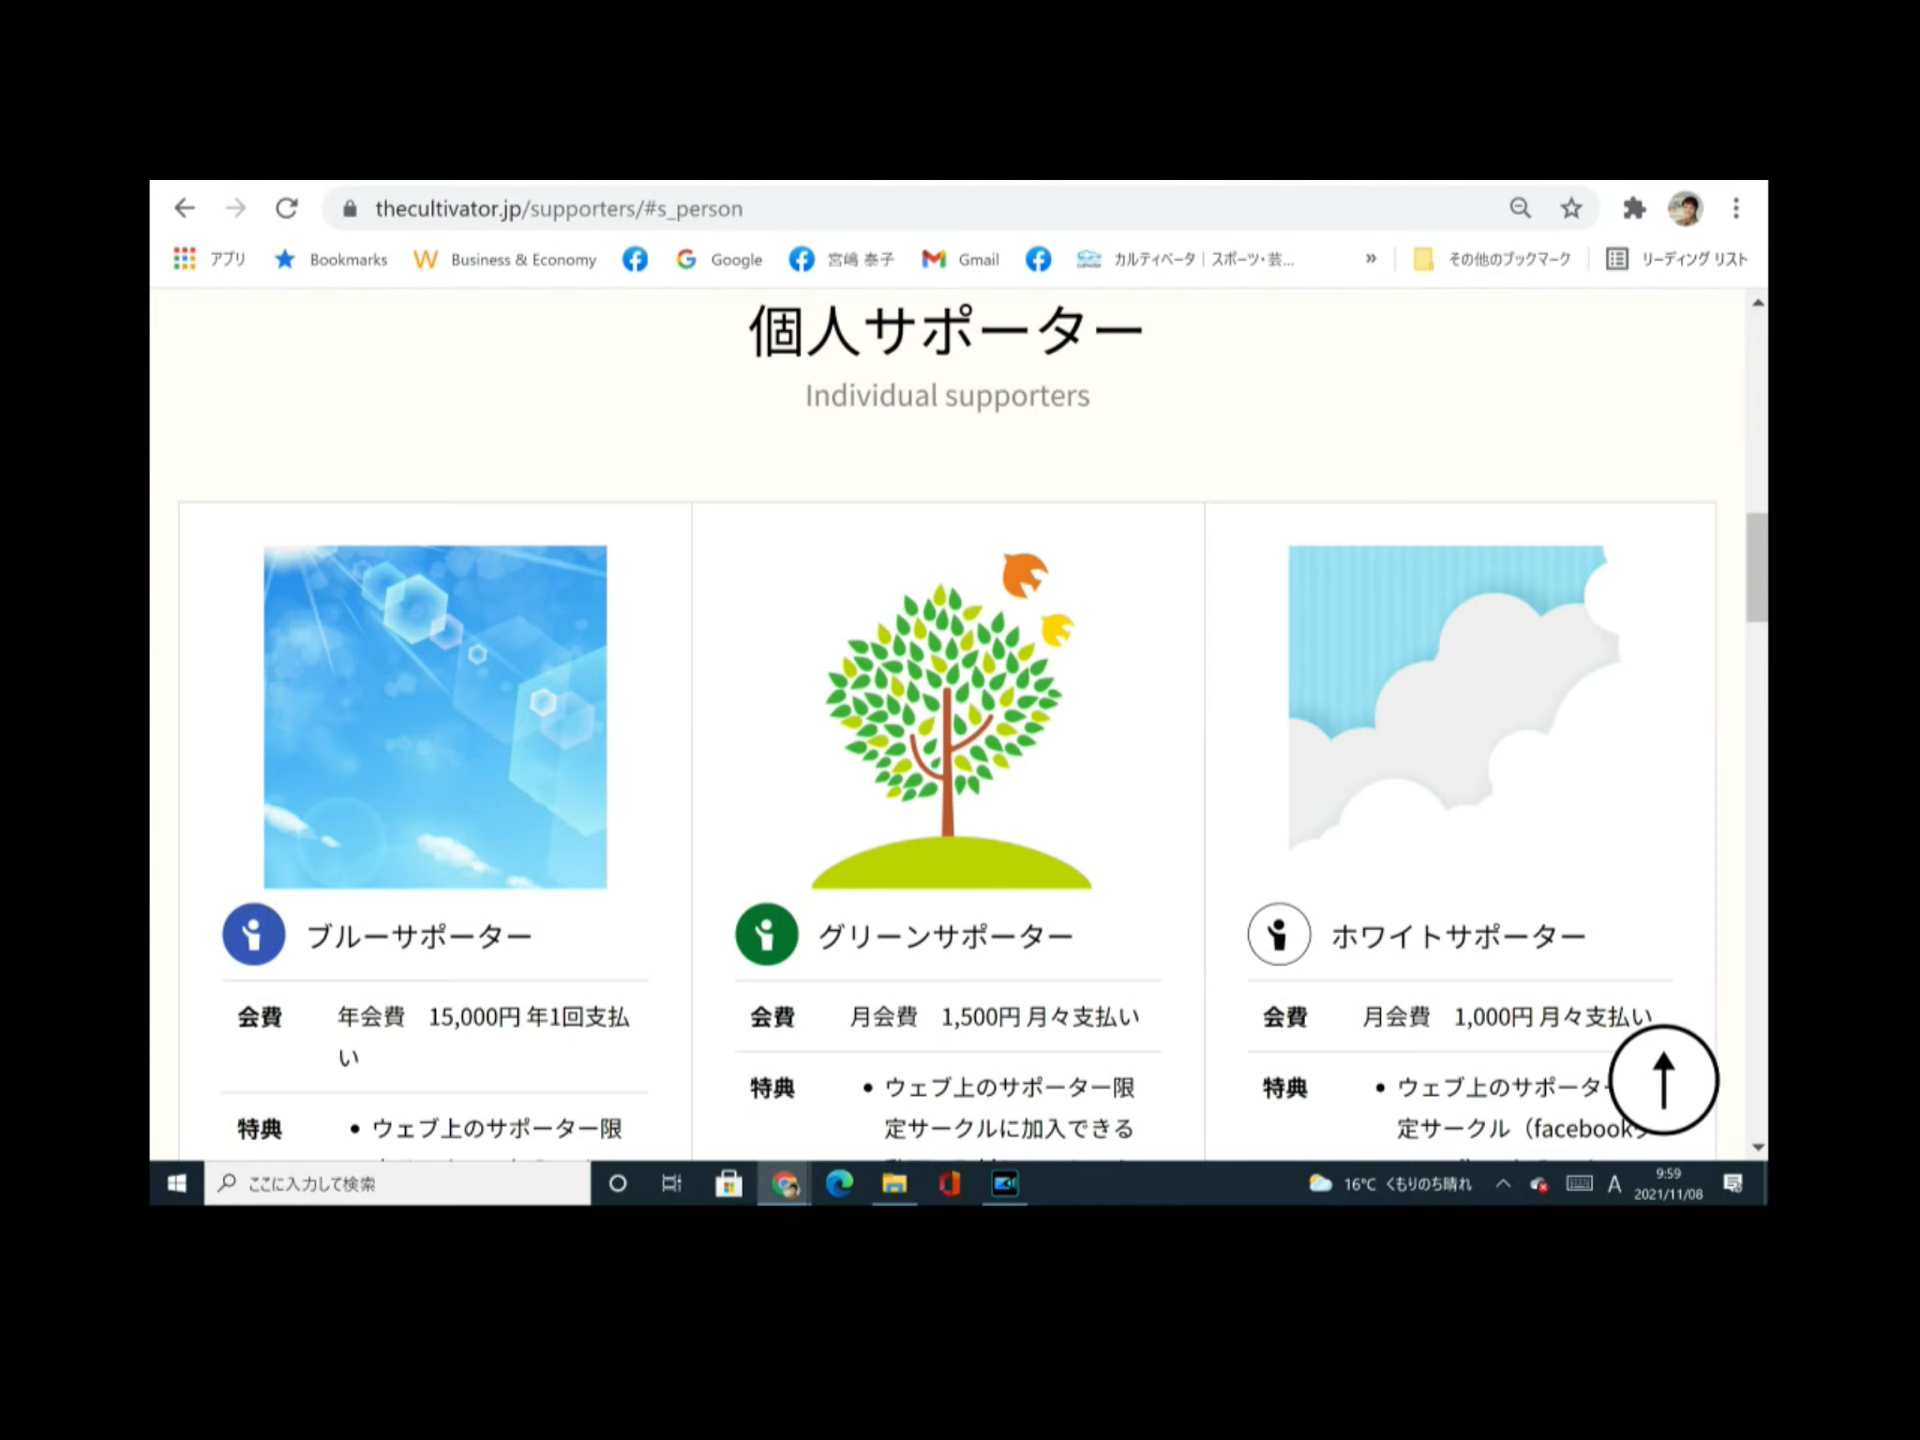 thecultivator.jp/supporters/#s_person
アプリ Bookmarks Business & Economy Google 宮嶋 泰子 Gmail カルティベータ | スポーツ・芸... » その他のブックマーク リーディング リスト
個人サポーター
Individual supporters
ブルーサポーター
会費 年会費 15,000円 年1回支払
い
特典 • ウェブ上のサポーター限
グリーンサポーター
会費 月会費 1,500円 月々支払い
特典 • ウェブ上のサポーター限
定サークルに加入できる
ホワイトサポーター
会費 月会費 1,000円 月々支払い
特典 • ウェブ上のサポーター
定サークル（facebook
ここに入力して検索
16°C くもりのち晴れ
A
9:59
2021/11/08